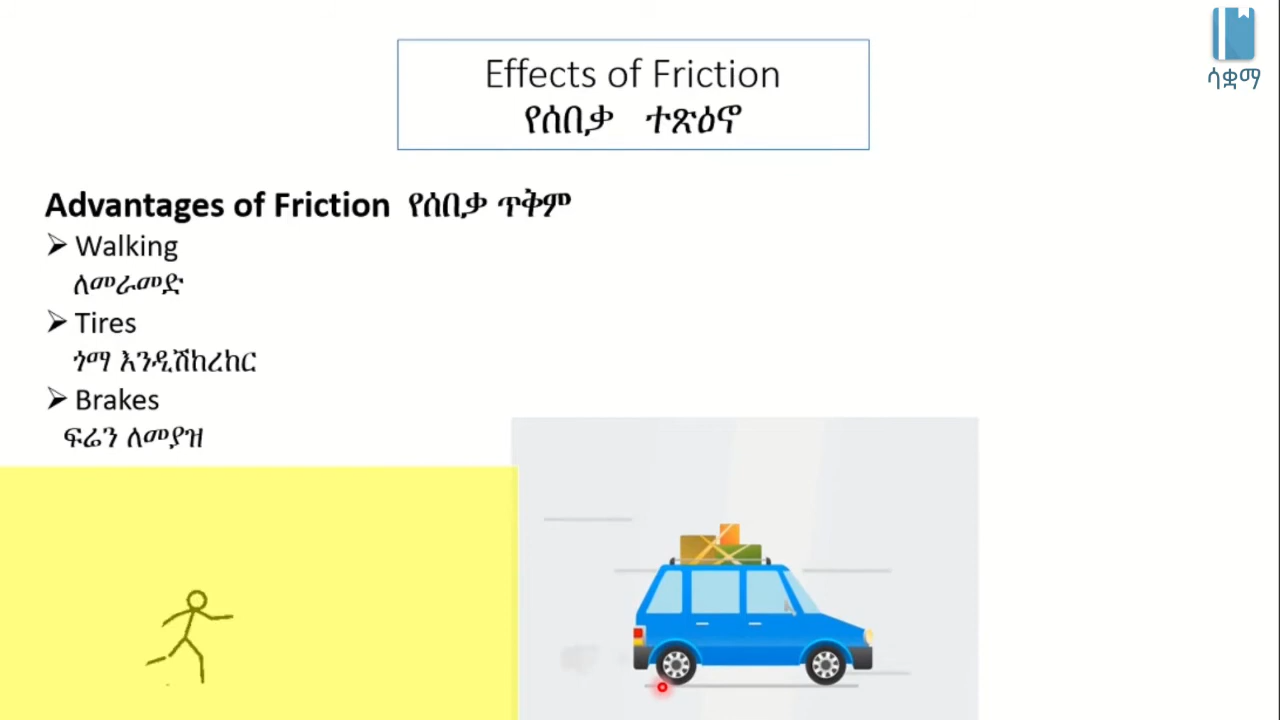 ሳቋማ
Effects of Friction
የሰበቃ ተጽዕኖ
Advantages of Friction የሰበቃ ጥቅም
Walking
ለመራመድ
Tires
ጎማ እንዲሽከረከር
Brakes
ፍሬን ለመያዝ